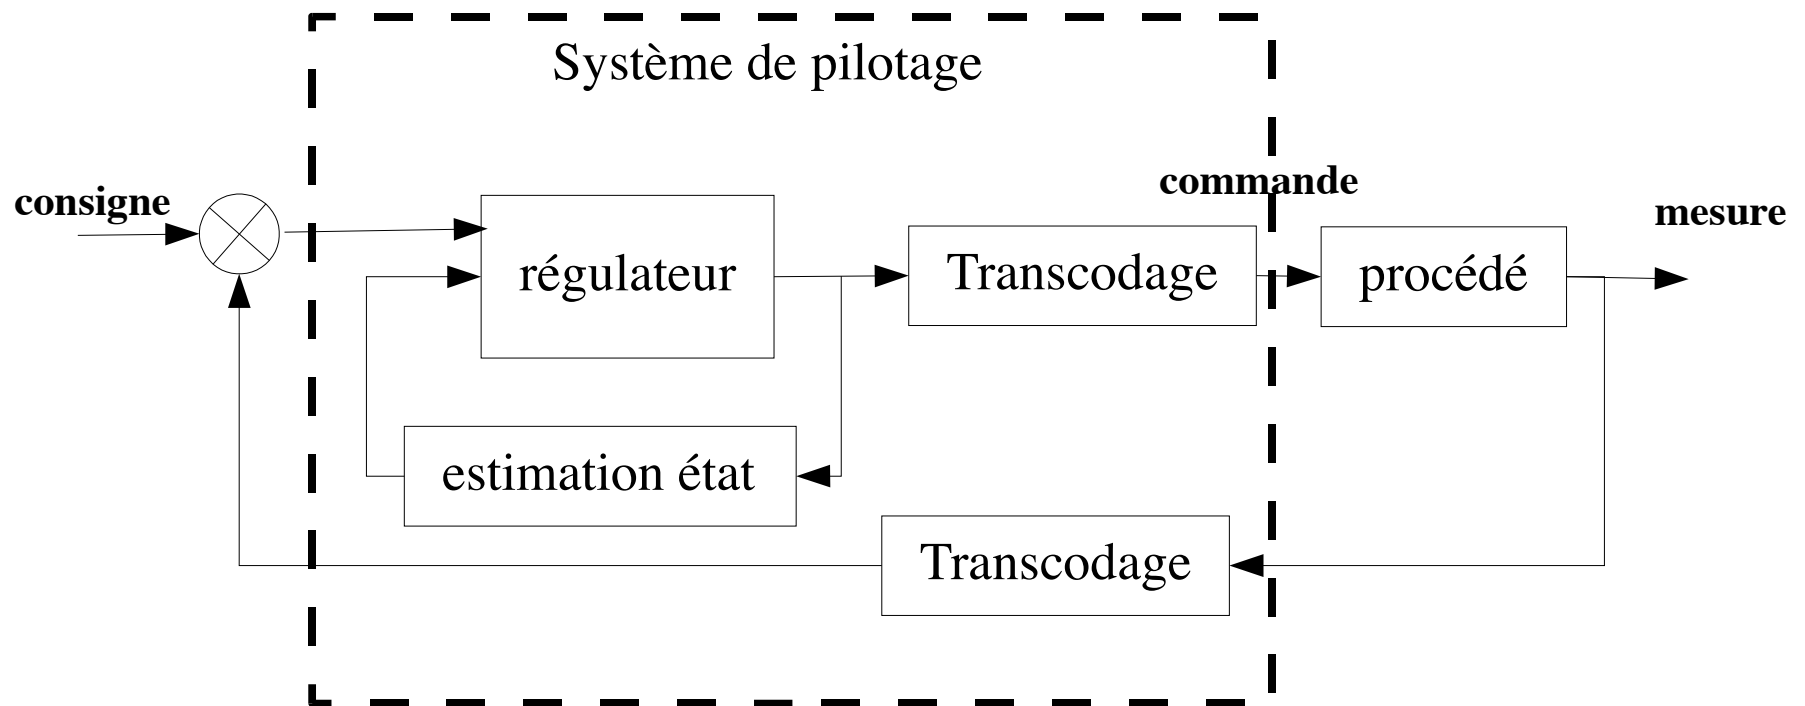 Système de pilotage
commande
consigne
mesure
régulateur
Transcodage
procédé
estimation état
Transcodage